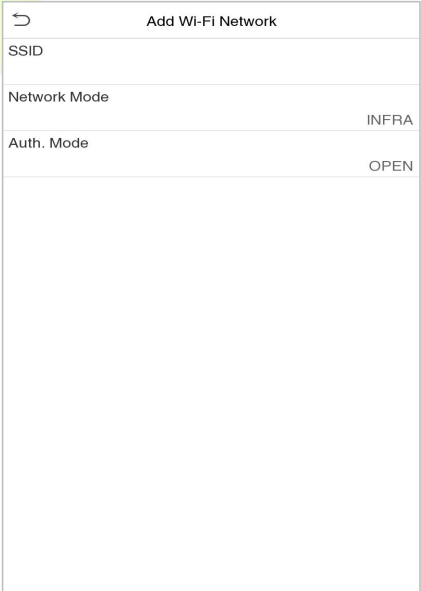 Add Wi-Fi Network
SSID
Network Mode
INFRA
Auth. Mode
OPEN